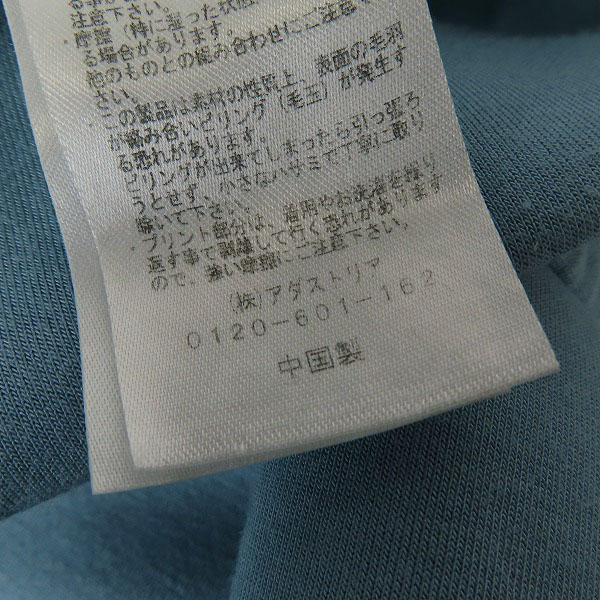 注意下さい。
摩擦(特に湿った状態
る場合があります。
他のものとの組み合わせにご注意下
さい。
この製品は素材の性質上、表面の毛羽
が絡み合いピリング(毛玉)が発生す
る恐れがあります。
ピリングが出来てしまったら引っ張ろ
うとせず、小さなハサミで丁寧に取り
除いて下さい。
プリント部分は、着用やお洗濯を繰り
返す事で剥離して行く恐れがあります
ので、強い摩擦にご注意下さい。
(株)アダストリア
0120-601-162
中国製